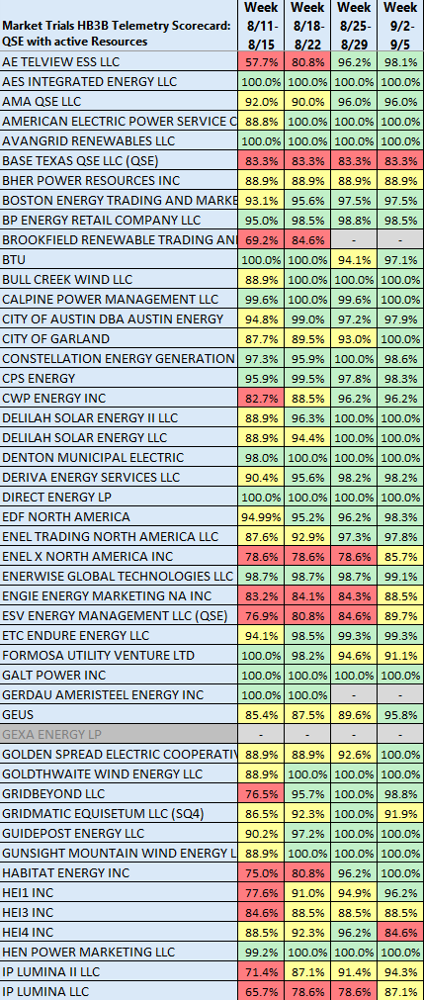 Market Trials HB3B Telemetry Scorecard: QSE with active Resources Week 8/11-8/15 Week 8/18-8/22 Week 8/25-8/29 Week 9/2-9/5
AE TELVIEW ESS LLC 57.7% 80.8% 96.2% 98.1%
AES INTEGRATED ENERGY LLC 100.0% 100.0% 100.0% 100.0%
AMA QSE LLC 92.0% 90.0% 96.0% 96.0%
AMERICAN ELECTRIC POWER SERVICE C 88.8% 100.0% 100.0% 100.0%
AVANGRID RENEWABLES LLC 100.0% 100.0% 100.0% 100.0%
BASE TEXAS QSE LLC (QSE) 83.3% 83.3% 83.3% 83.3%
BHER POWER RESOURCES INC 88.9% 88.9% 88.9% 88.9%
BOSTON ENERGY TRADING AND MARKE 93.1% 95.6% 97.5% 97.5%
BP ENERGY RETAIL COMPANY LLC 95.0% 98.5% 98.8% 98.5%
BROOKFIELD RENEWABLE TRADING AN 69.2% 84.6% - -
BTU 100.0% 100.0% 94.1% 97.1%
BULL CREEK WIND LLC 88.9% 100.0% 100.0% 100.0%
CALPINE POWER MANAGEMENT LLC 99.6% 100.0% 99.6% 100.0%
CITY OF AUSTIN DBA AUSTIN ENERGY 94.8% 99.0% 97.2% 97.9%
CITY OF GARLAND 87.7% 89.5% 93.0% 100.0%
CONSTELLATION ENERGY GENERATION 97.3% 95.9% 100.0% 98.6%
CPS ENERGY 95.9% 99.5% 97.8% 98.3%
CWP ENERGY INC 82.7% 88.5% 96.2% 96.2%
DELILAH SOLAR ENERGY II LLC 88.9% 96.3% 100.0% 100.0%
DELILAH SOLAR ENERGY LLC 88.9% 94.4% 100.0% 100.0%
DENTON MUNICIPAL ELECTRIC 98.0% 100.0% 100.0% 100.0%
DERIVA ENERGY SERVICES LLC 90.4% 95.6% 98.2% 98.2%
DIRECT ENERGY LP 100.0% 100.0% 100.0% 100.0%
EDF NORTH AMERICA 94.99% 95.2% 96.2% 98.3%
ENEL TRADING NORTH AMERICA LLC 87.6% 92.9% 97.3% 97.8%
ENEL X NORTH AMERICA INC 78.6% 78.6% 78.6% 85.7%
ENERWISE GLOBAL TECHNOLOGIES LLC 98.7% 98.7% 98.7% 99.1%
ENGIE ENERGY MARKETING NA INC 83.2% 84.1% 84.3% 88.5%
ESV ENERGY MANAGEMENT LLC (QSE) 76.9% 80.8% 84.6% 89.7%
ETC ENDURE ENERGY LLC 94.1% 98.5% 99.3% 99.3%
FORMOSA UTILITY VENTURE LTD 100.0% 98.2% 94.6% 91.1%
GALT POWER INC 100.0% 100.0% 100.0% 100.0%
GERDAU AMERISTEEL ENERGY INC 100.0% 100.0% - -
GEUS 85.4% 87.5% 89.6% 95.8%
GEXA ENERGY LP - - - -
GOLDEN SPREAD ELECTRIC COOPERATIV 88.9% 88.9% 92.6% 100.0%
GOLDTHWAITE WIND ENERGY LLC 88.9% 100.0% 100.0% 100.0%
GRIDBEYOND LLC 76.5% 95.7% 100.0% 98.8%
GRIDMATIC EQUISETUM LLC (SQ4) 86.5% 92.3% 100.0% 91.9%
GUIDEPOST ENERGY LLC 90.2% 97.2% 100.0% 100.0%
GUNSIGHT MOUNTAIN WIND ENERGY L 88.9% 100.0% 100.0% 100.0%
HABITAT ENERGY INC 75.0% 80.8% 96.2% 100.0%
HEI1 INC 77.6% 91.0% 94.9% 96.2%
HEI3 INC 84.6% 88.5% 88.5% 88.5%
HEI4 INC 88.5% 92.3% 96.2% 84.6%
HEN POWER MARKETING LLC 99.2% 100.0% 100.0% 100.0%
IP LUMINA II LLC 71.4% 87.1% 91.4% 94.3%
IP LUMINA LLC 65.7% 78.6% 78.6% 87.1%